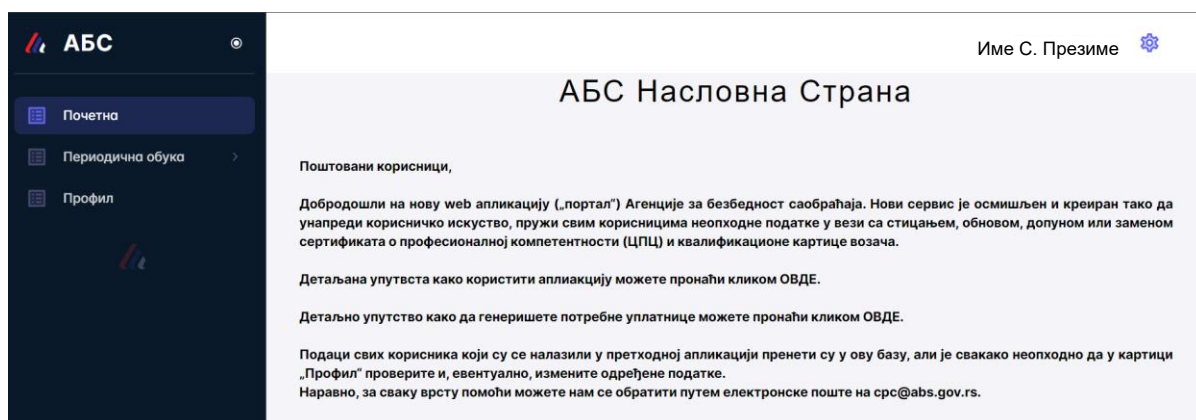 АБС
Име С. Презиме
Почетна
Периодична обука
Профил
АБС Насловна Страна
Поштовани корисници,
Добродошли на нову web апликацију („портал“) Агенције за безбедност саобраћаја. Нови сервис је осмишљен и креиран тако да
унапреди корисничко искуство, пружи свим корисницима неопходне податке у вези са стицањем, обновом, допуном или заменом
сертификата о професионалној компетентности (ЦПЦ) и квалификационе картице возача.
Детаљана упутвста како користити аплиакцију можете пронаћи кликом ОВДЕ.
Детаљно упутство како да генеришете потребне уплатнице можете пронаћи кликом ОВДЕ.
Подаци свих корисника који су се налазили у претходној апликацији пренети су у ову базу, али је свакако неопходно да у картици
„Профил“ проверите и, евентуално, измените одређене податке.
Наравно, за сваку врсту помоћи можете нам се обратити путем електронске поште на cpc@abs.gov.rs.